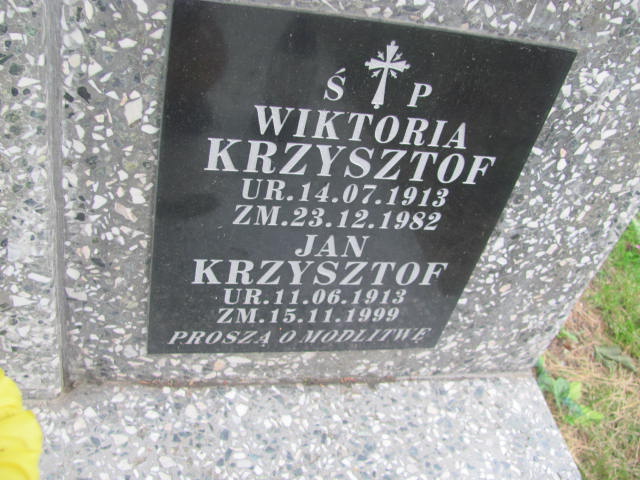 Ś P
WIKTORIA
KRZYSZTOF
UR.14.07.1913
ZM.23.12.1982
JAN
KRZYSZTOF
UR.11.06.1913
ZM.15.11.1999
PROSZĄ O MODLITWĘ